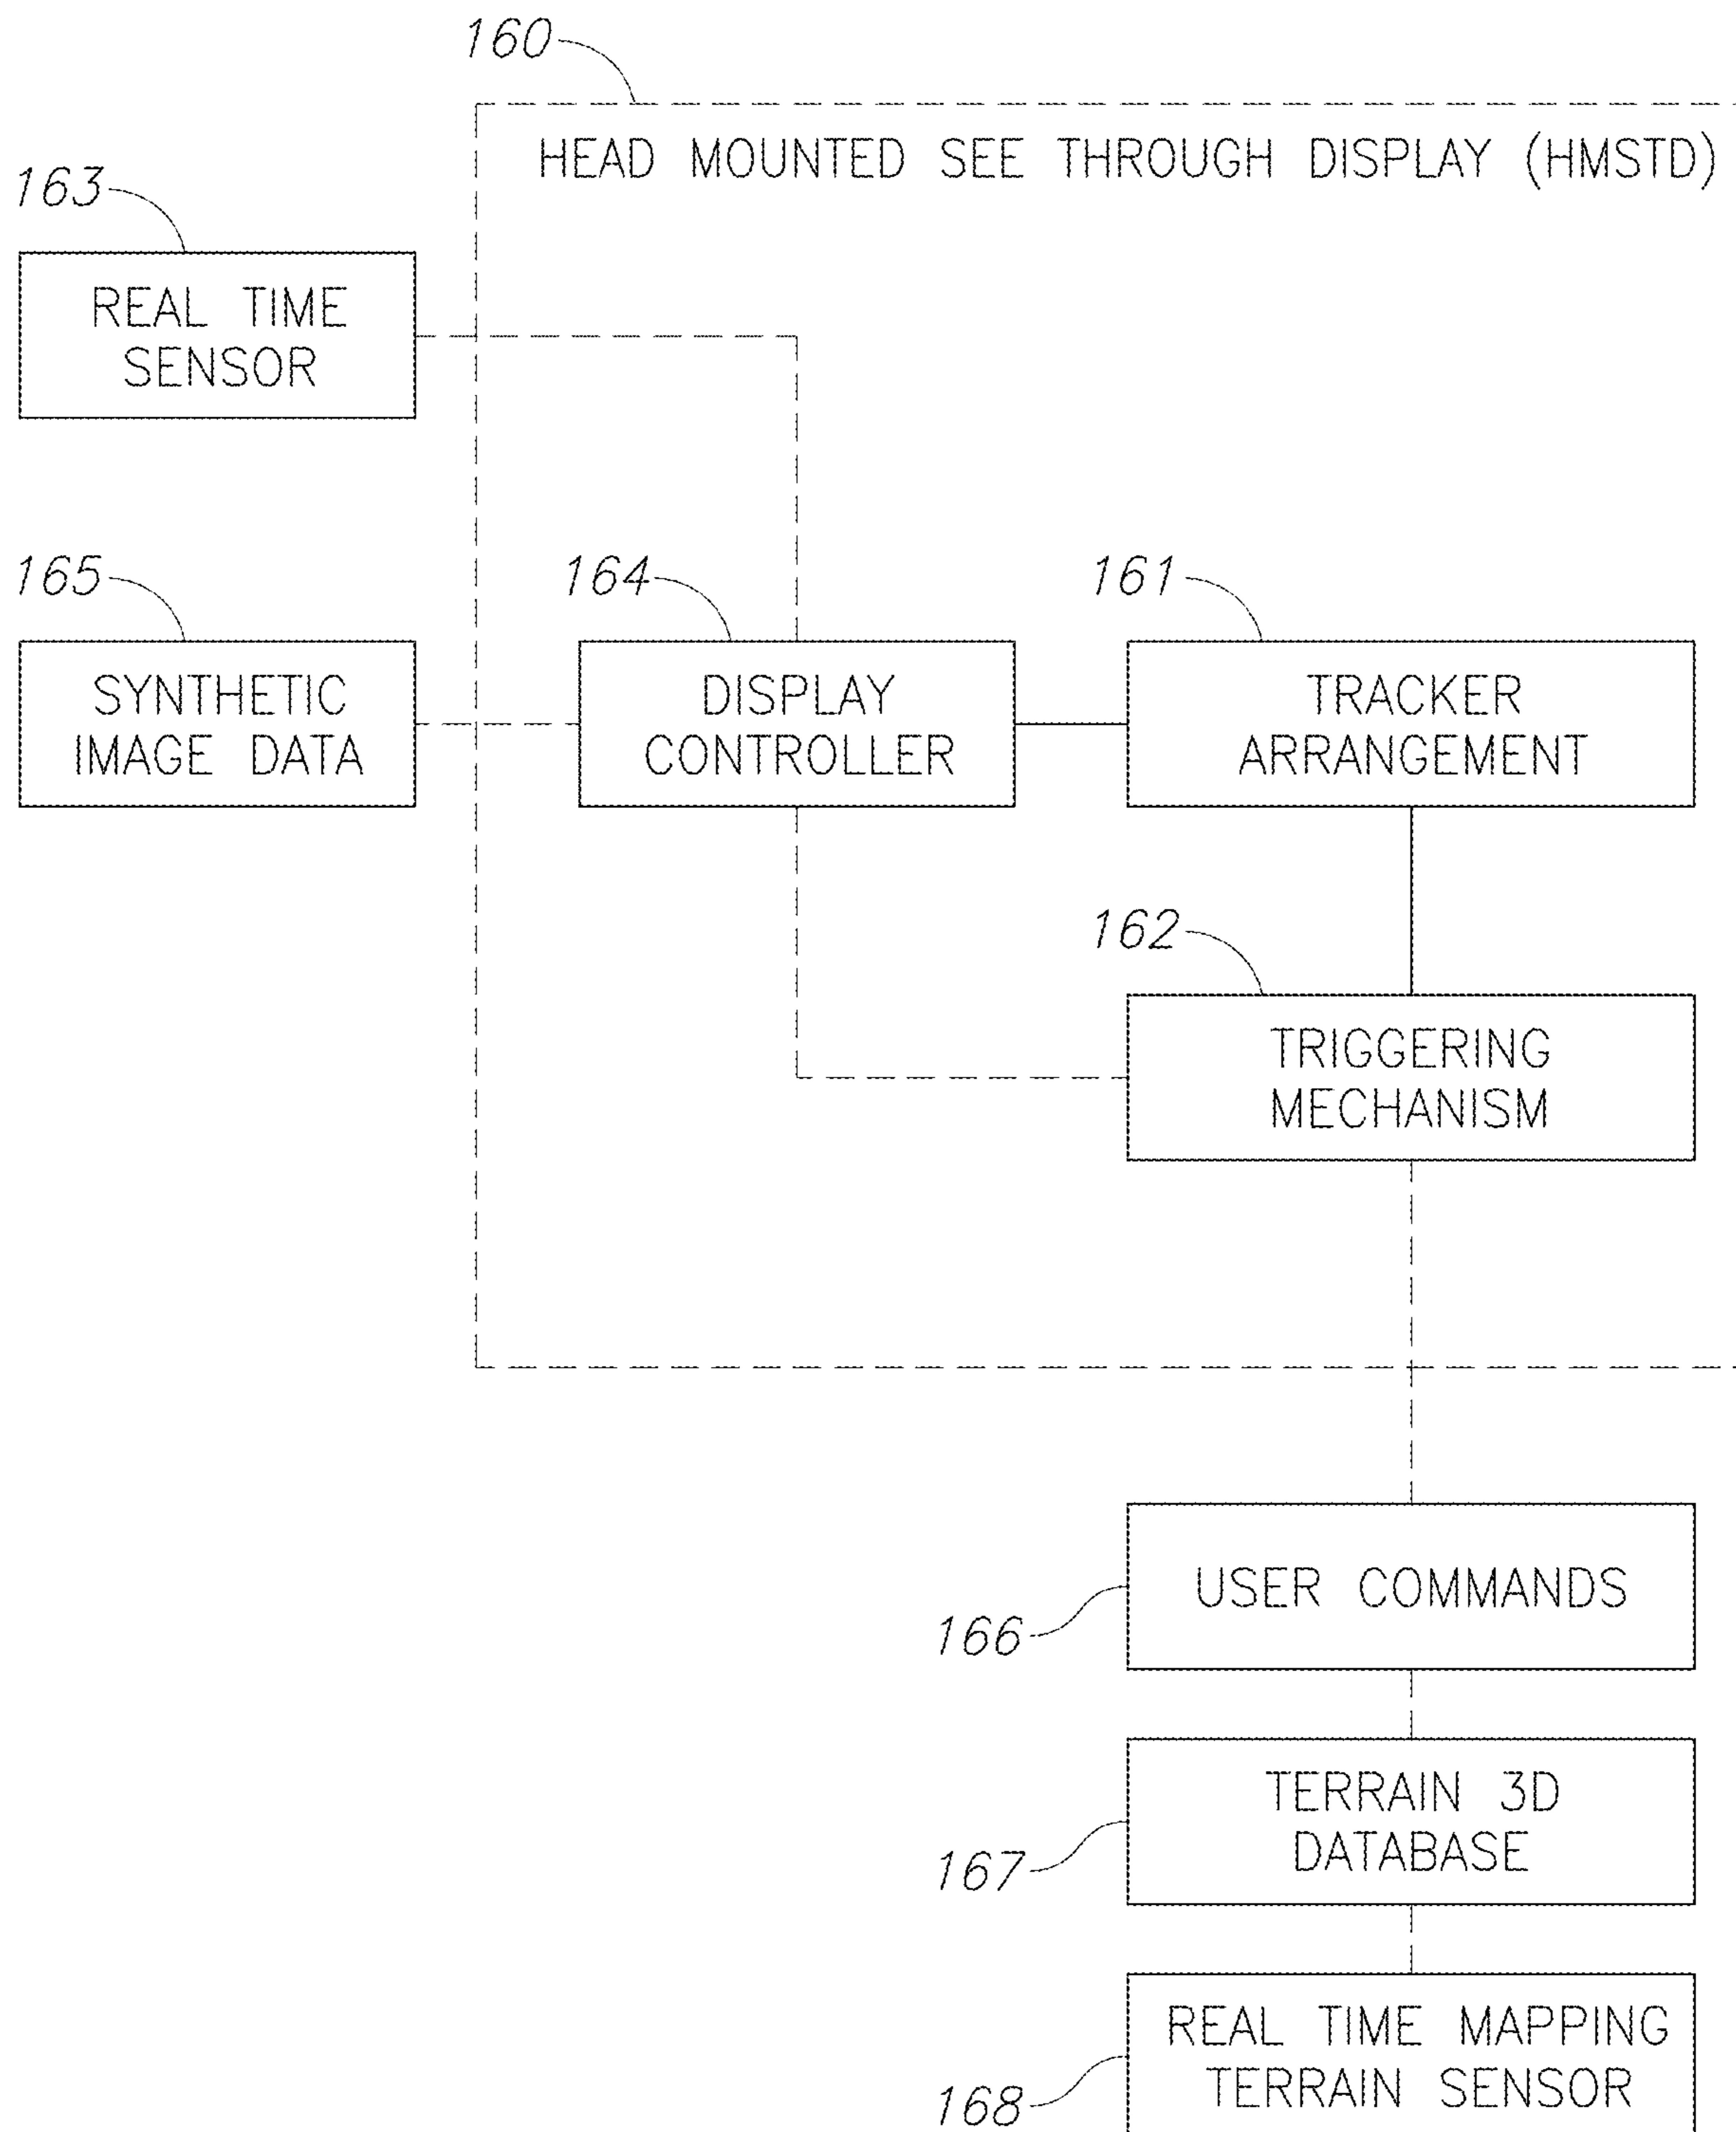 160
HEAD MOUNTED SEE THROUGH DISPLAY (HMSTD)
163
REAL TIME
SENSOR
165
SYNTHETIC
IMAGE DATA
164
DISPLAY
CONTROLLER
161
TRACKER
ARRANGEMENT
162
TRIGGERING
MECHANISM
166
USER COMMANDS
167
TERRAIN 3D
DATABASE
168
REAL TIME MAPPING
TERRAIN SENSOR